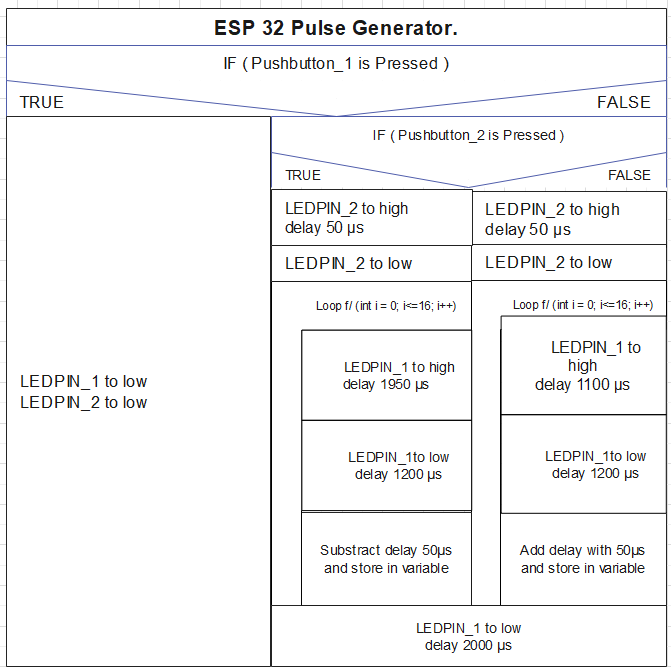 ESP 32 Pulse Generator.
IF ( Pushbutton_1 is Pressed )
TRUE
FALSE
IF ( Pushbutton_2 is Pressed )
TRUE
FALSE
LEDPIN_1 to low
LEDPIN_2 to low
LEDPIN_2 to high
delay 50 µs
LEDPIN_2 to low
Loop f/ (int i = 0; i<=16; i++)
LEDPIN_1 to high
delay 1950 µs
LEDPIN_1to low
delay 1200 µs
Substract delay 50µs
and store in variable
LEDPIN_2 to high
delay 50 µs
LEDPIN_2 to low
Loop f/ (int i = 0; i<=16; i++)
LEDPIN_1 to
high
delay 1100 µs
LEDPIN_1to low
delay 1200 µs
Add delay with 50µs
and store in variable
LEDPIN_1 to low
delay 2000 µs